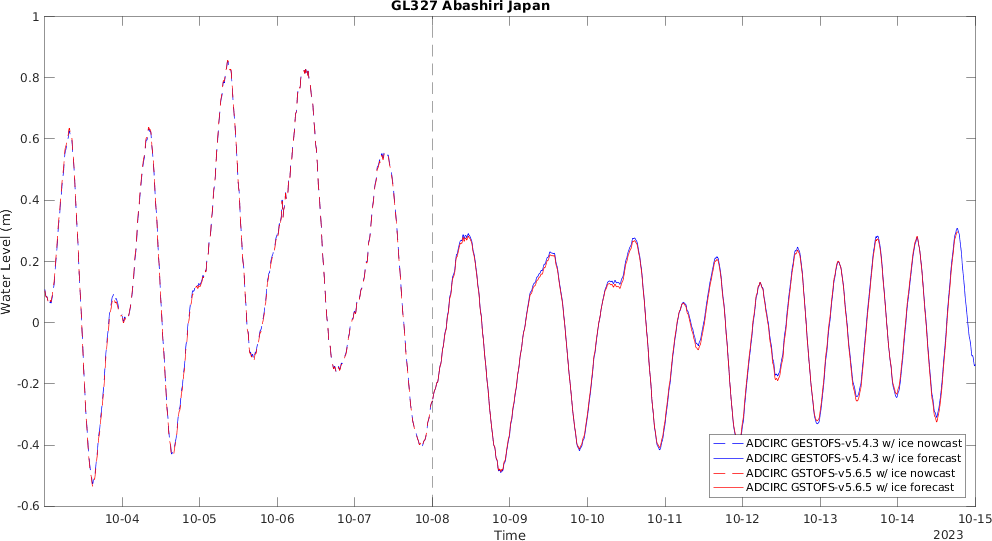 GL327 Abashiri Japan
1
0.8
0.6
0.4
0.2
0
-0.2
-0.4
-0.6
Water Level (m)
ADCIRC GESTOFS-v5.4.3 w/ ice nowcast
ADCIRC GESTOFS-v5.4.3 w/ ice forecast
ADCIRC GSTOFS-v5.6.5 w/ ice nowcast
ADCIRC GSTOFS-v5.6.5 w/ ice forecast
10-04 10-05 10-06 10-07 10-08 10-09 10-10 10-11 10-12 10-13 10-14 10-15
Time
2023